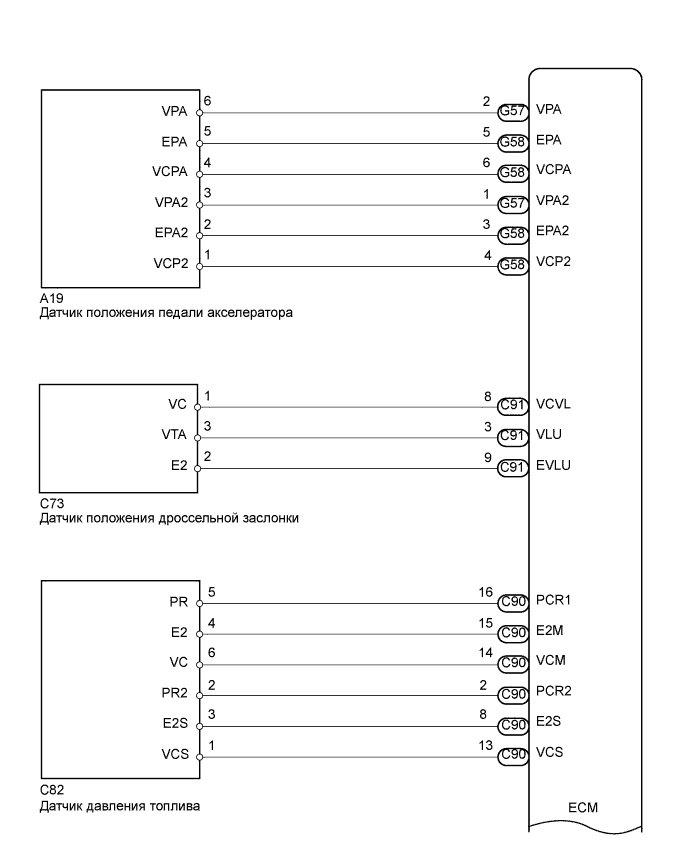 VPA 6 2 G57 VPA
EPA 5 5 G58 EPA
VCPA 4 6 G58 VCPA
VPA2 3 1 G57 VPA2
EPA2 2 3 G58 EPA2
VCP2 1 4 G58 VCP2
A19
Датчик положения педали акселератора
VC 1 8 C91 VCVL
VTA 3 3 C91 VLU
E2 2 9 C91 EVLU
C73
Датчик положения дроссельной заслонки
PR 5 16 C90 PCR1
E2 4 15 C90 E2M
VC 6 14 C90 VCM
PR2 2 2 C90 PCR2
E2S 3 8 C90 E2S
VCS 1 13 C90 VCS
C82
Датчик давления топлива
ECM